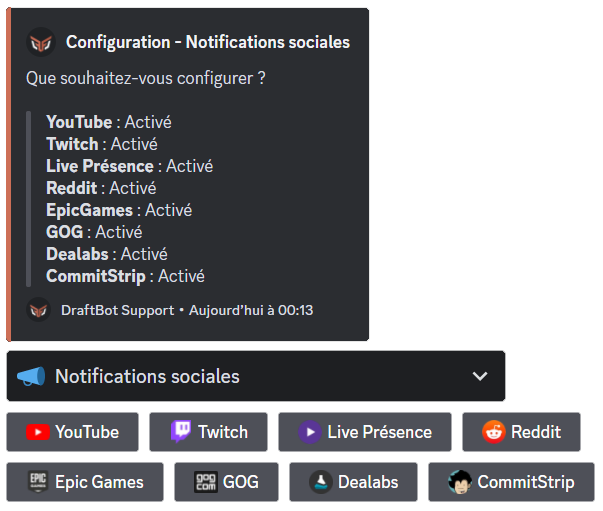 Configuration - Notifications sociales
Que souhaitez-vous configurer ?
YouTube : Activé
Twitch : Activé
Live Présence : Activé
Reddit : Activé
EpicGames : Activé
GOG : Activé
Dealabs : Activé
CommitStrip : Activé
DraftBot Support • Aujourd'hui à 00:13
Notifications sociales
YouTube Twitch Live Présence Reddit
EPIC GAMES Epic Games GOG COM GOG Dealabs CommitStrip